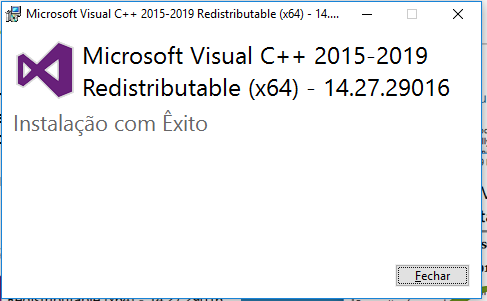 Microsoft Visual C++ 2015-2019 Redistributable (x64) - 14....
Microsoft Visual C++ 2015-2019
Redistributable (x64) - 14.27.29016
Instalação com Êxito
Fechar